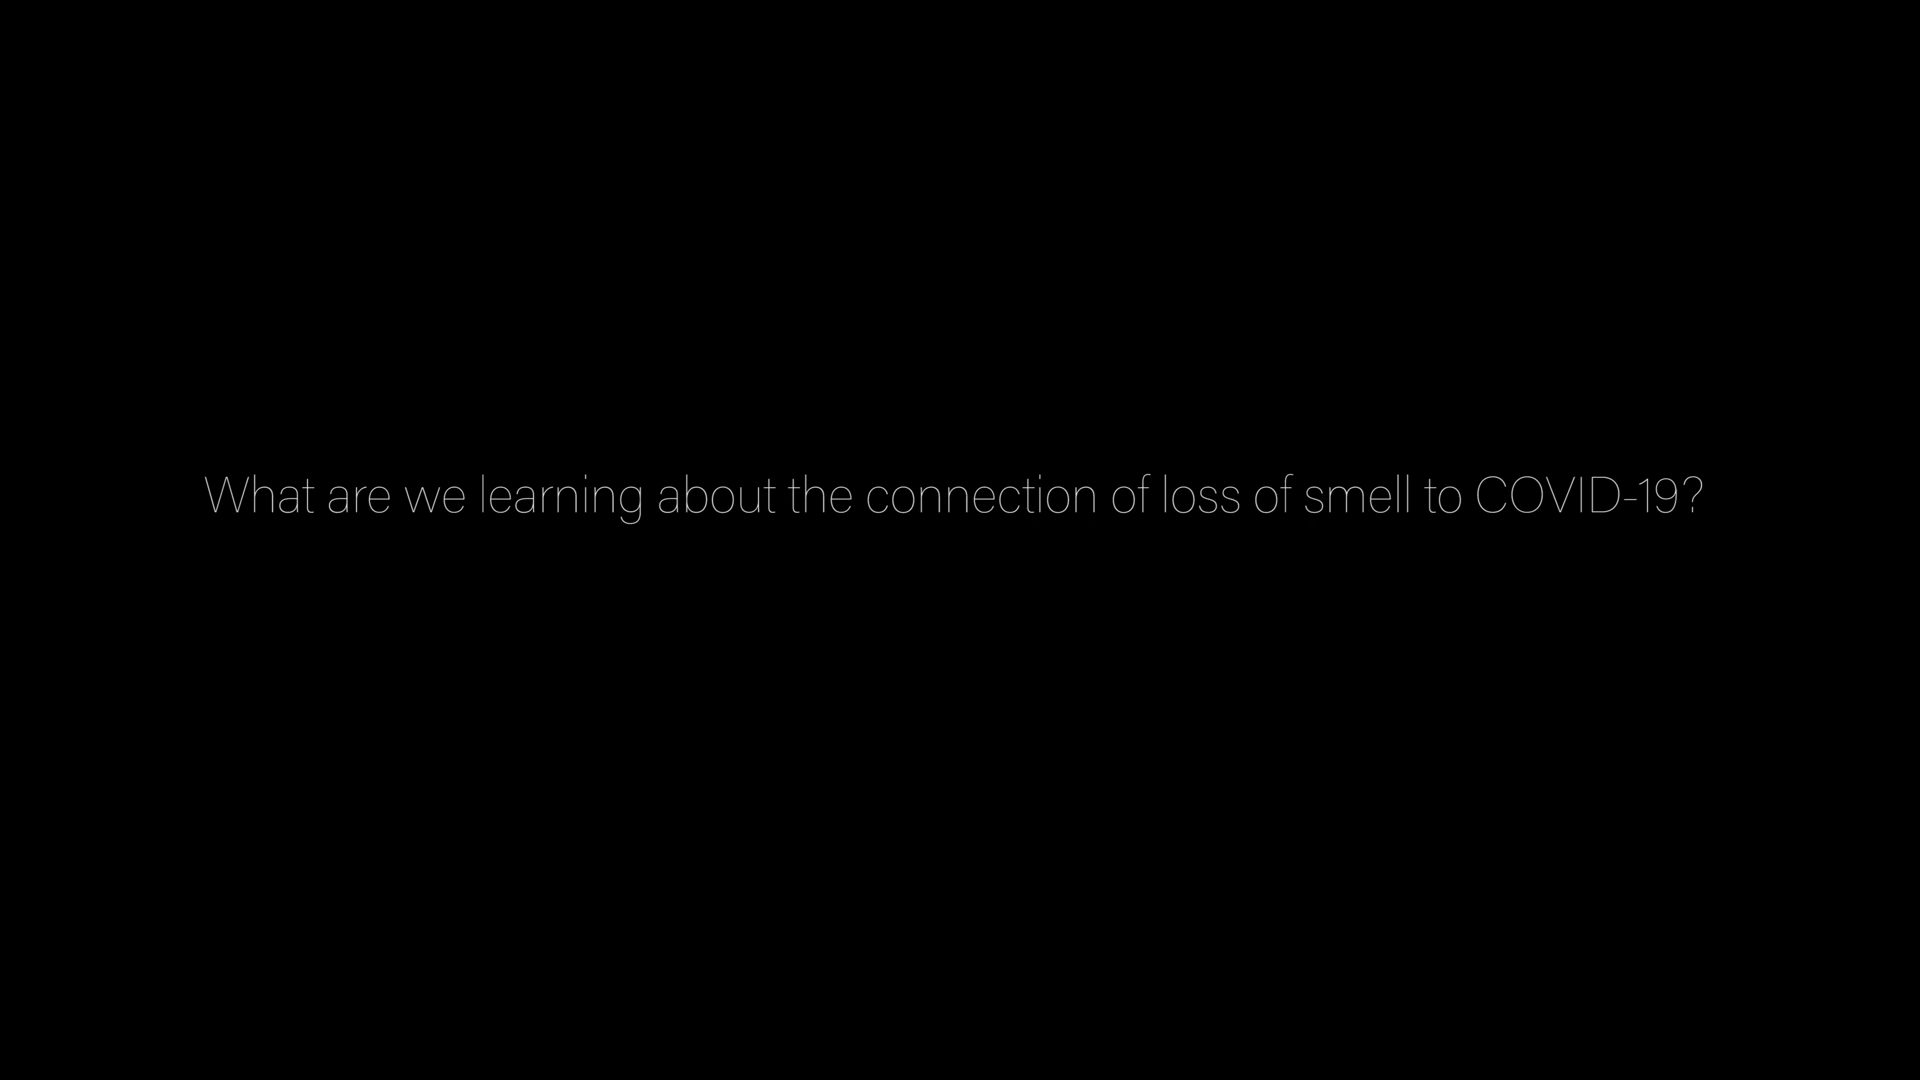 What are we learning about the connection of loss of smell to COVID-19?